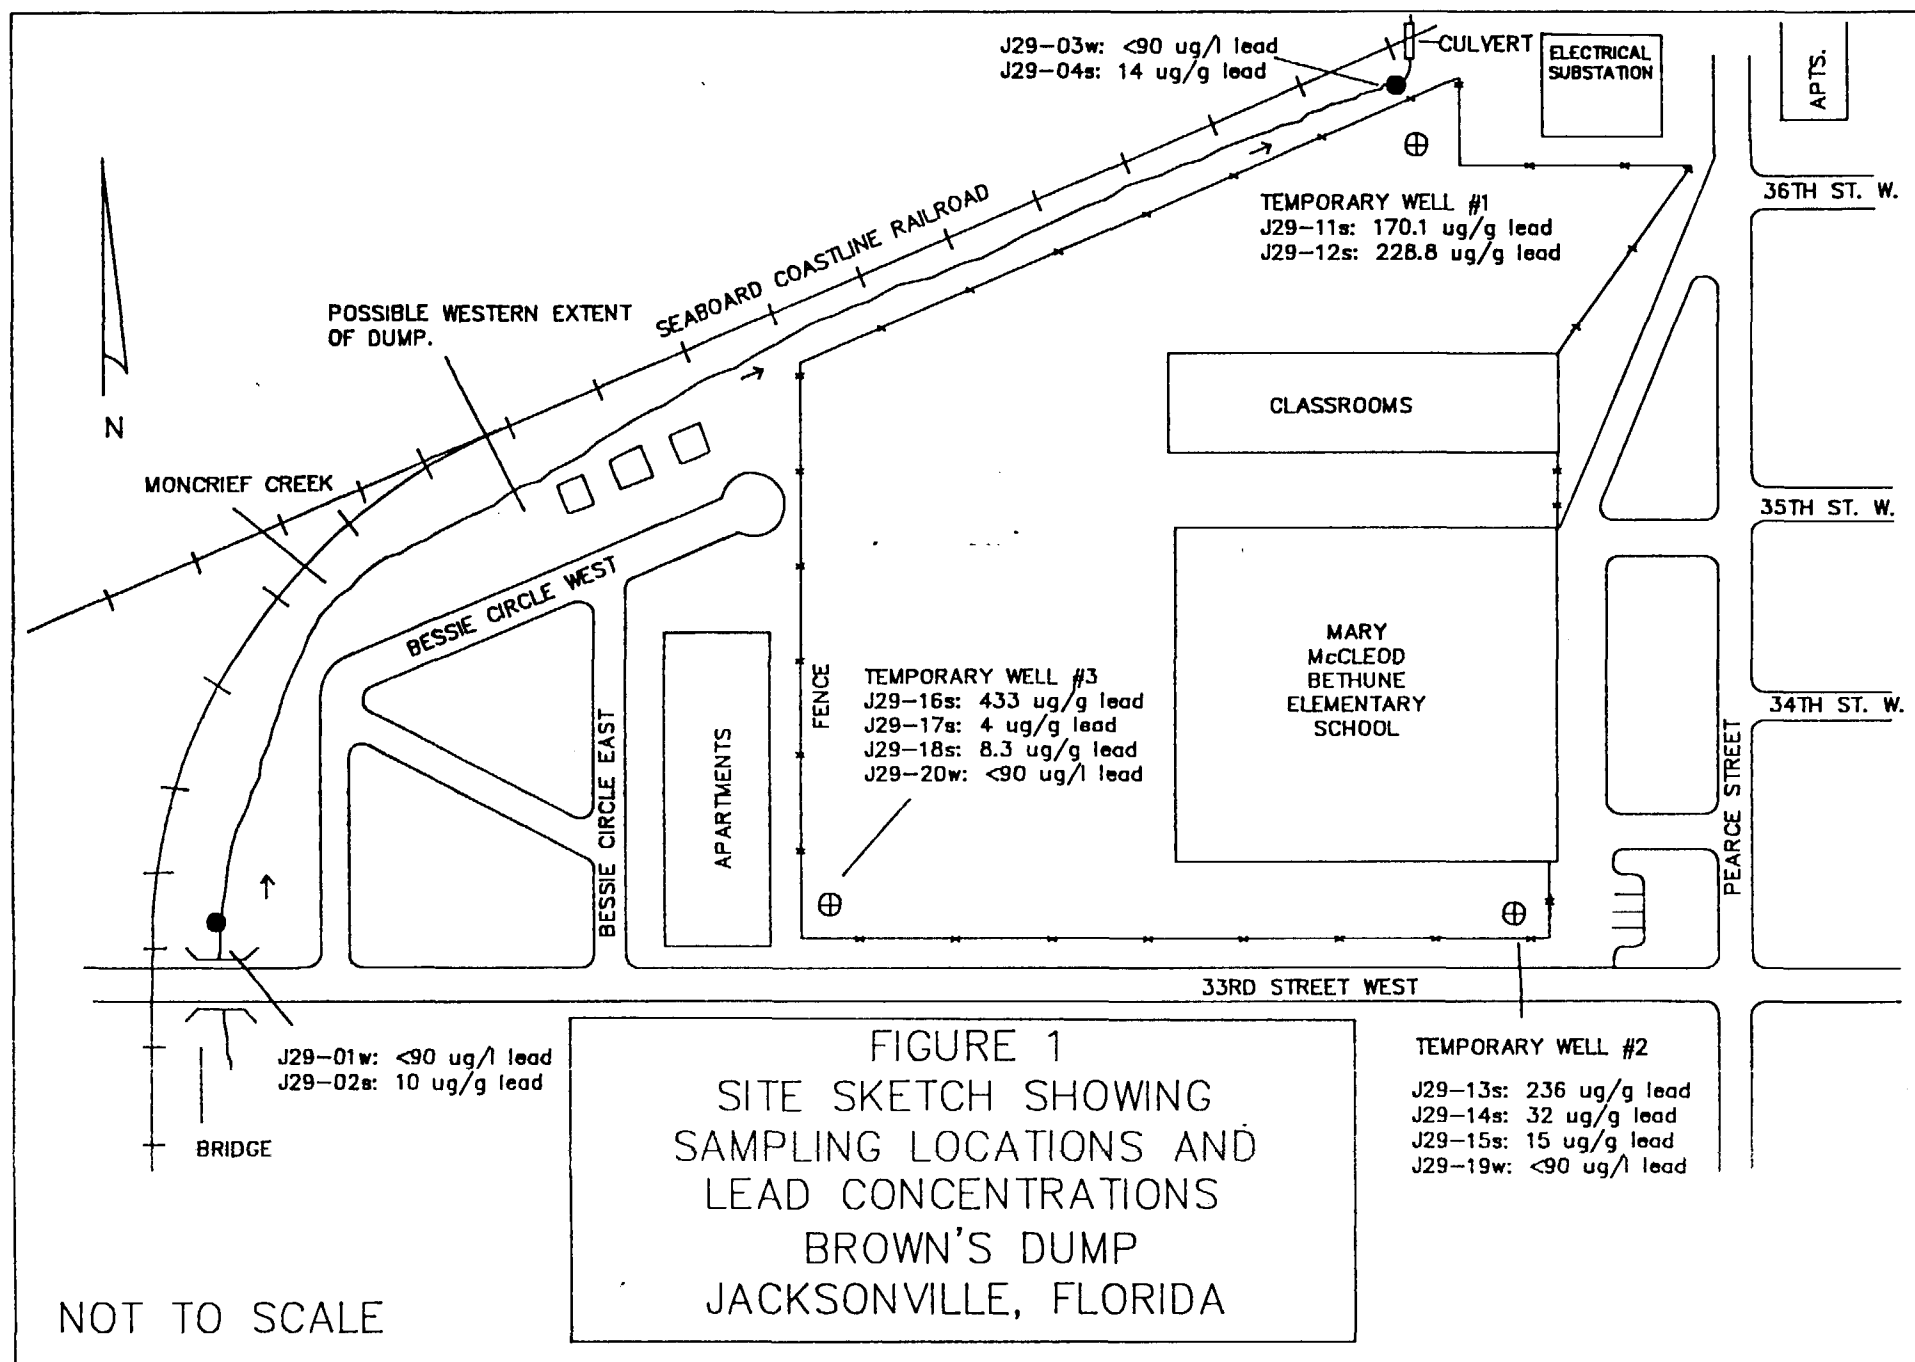 J29-03w: <90 ug/l lead
J29-04s: 14 ug/g lead
CULVERT
ELECTRICAL
SUBSTATION
APTS.
36TH ST. W.
TEMPORARY WELL #1
J29-11s: 170.1 ug/g lead
J29-12s: 228.8 ug/g lead
SEABOARD COASTLINE RAILROAD
POSSIBLE WESTERN EXTENT
OF DUMP.
N
CLASSROOMS
MONCRIEF CREEK
35TH ST. W.
BESSIE CIRCLE WEST
MARY
McCLEOD
BETHUNE
ELEMENTARY
SCHOOL
FENCE
TEMPORARY WELL #3
J29-16s: 433 ug/g lead
J29-17s: 4 ug/g lead
J29-18s: 8.3 ug/g lead
J29-20w: <90 ug/l lead
34TH ST. W.
PEARCE STREET
APARTMENTS
BESSIE CIRCLE EAST
33RD STREET WEST
J29-01w: <90 ug/l lead
J29-02s: 10 ug/g lead
BRIDGE
TEMPORARY WELL #2
J29-13s: 236 ug/g lead
J29-14s: 32 ug/g lead
J29-15s: 15 ug/g lead
J29-19w: <90 ug/l lead
FIGURE 1
SITE SKETCH SHOWING
SAMPLING LOCATIONS AND
LEAD CONCENTRATIONS
BROWN'S DUMP
JACKSONVILLE, FLORIDA
NOT TO SCALE